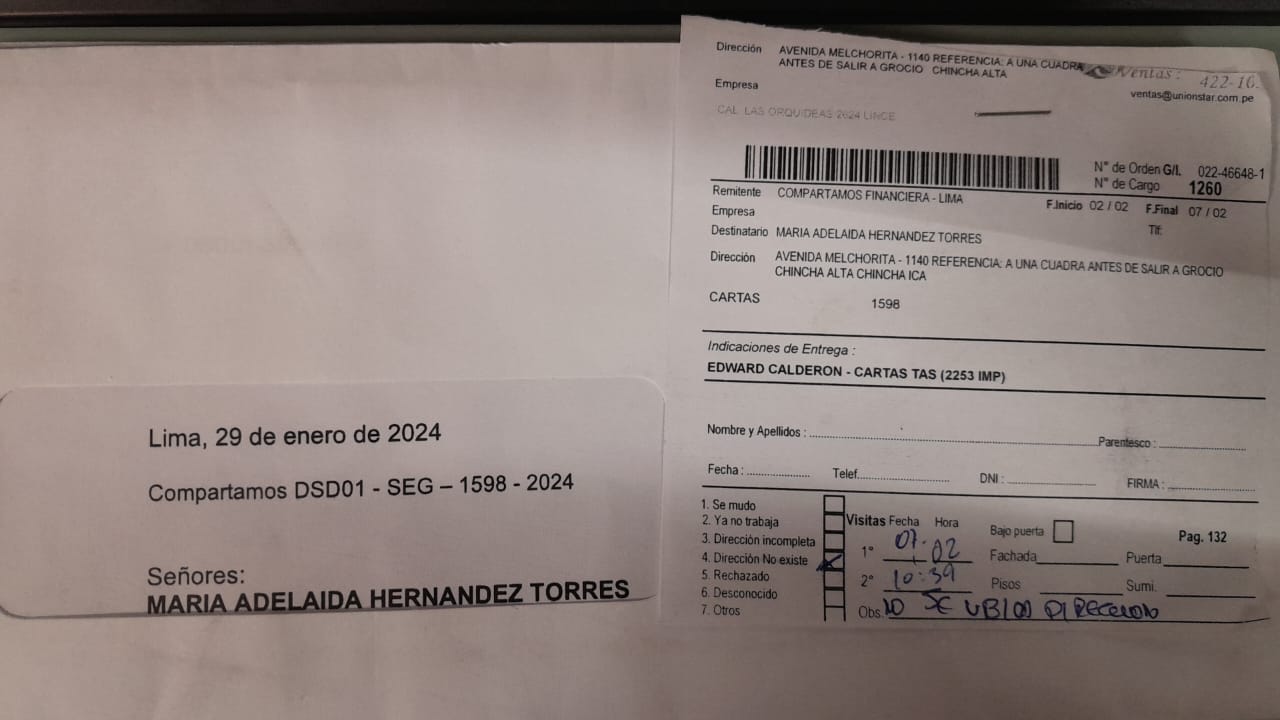 Lima, 29 de enero de 2024
Compartamos DSD01 - SEG – 1598 - 2024
Señores:
MARIA ADELAIDA HERNANDEZ TORRES
Dirección AVENIDA MELCHORITA - 1140 REFERENCIA: A UNA CUADRA
ANTES DE SALIR A GROCIO CHINCHA ALTA
Ventas: 422-16
ventas@unionstar.com.pe
Empresa
CAL LAS ORQUIDEAS 2624 LINCE
N° de Orden G/I. 022-46648-1
N° de Cargo 1260
Remitente COMPARTAMOS FINANCIERA - LIMA
F.Inicio 02 / 02 F.Final 07 / 02
Empresa
Tlf:
Destinatario MARIA ADELAIDA HERNANDEZ TORRES
Dirección AVENIDA MELCHORITA - 1140 REFERENCIA: A UNA CUADRA ANTES DE SALIR A GROCIO
CHINCHA ALTA CHINCHA ICA
CARTAS 1598
Indicaciones de Entrega :
EDWARD CALDERON - CARTAS TAS (2253 IMP)
Nombre y Apellidos : Parentesco :
Fecha : Telef. DNI : FIRMA :
1. Se mudo
2. Ya no trabaja
3. Dirección incompleta
4. Dirección No existe
5. Rechazado
6. Desconocido
7. Otros
Visitas Fecha Hora Bajo puerta Pag. 132
1° 07. 02 Fachada Puerta
2° 10:39 Pisos Sumi.
Obs. NO SE UBICO DIRECCION